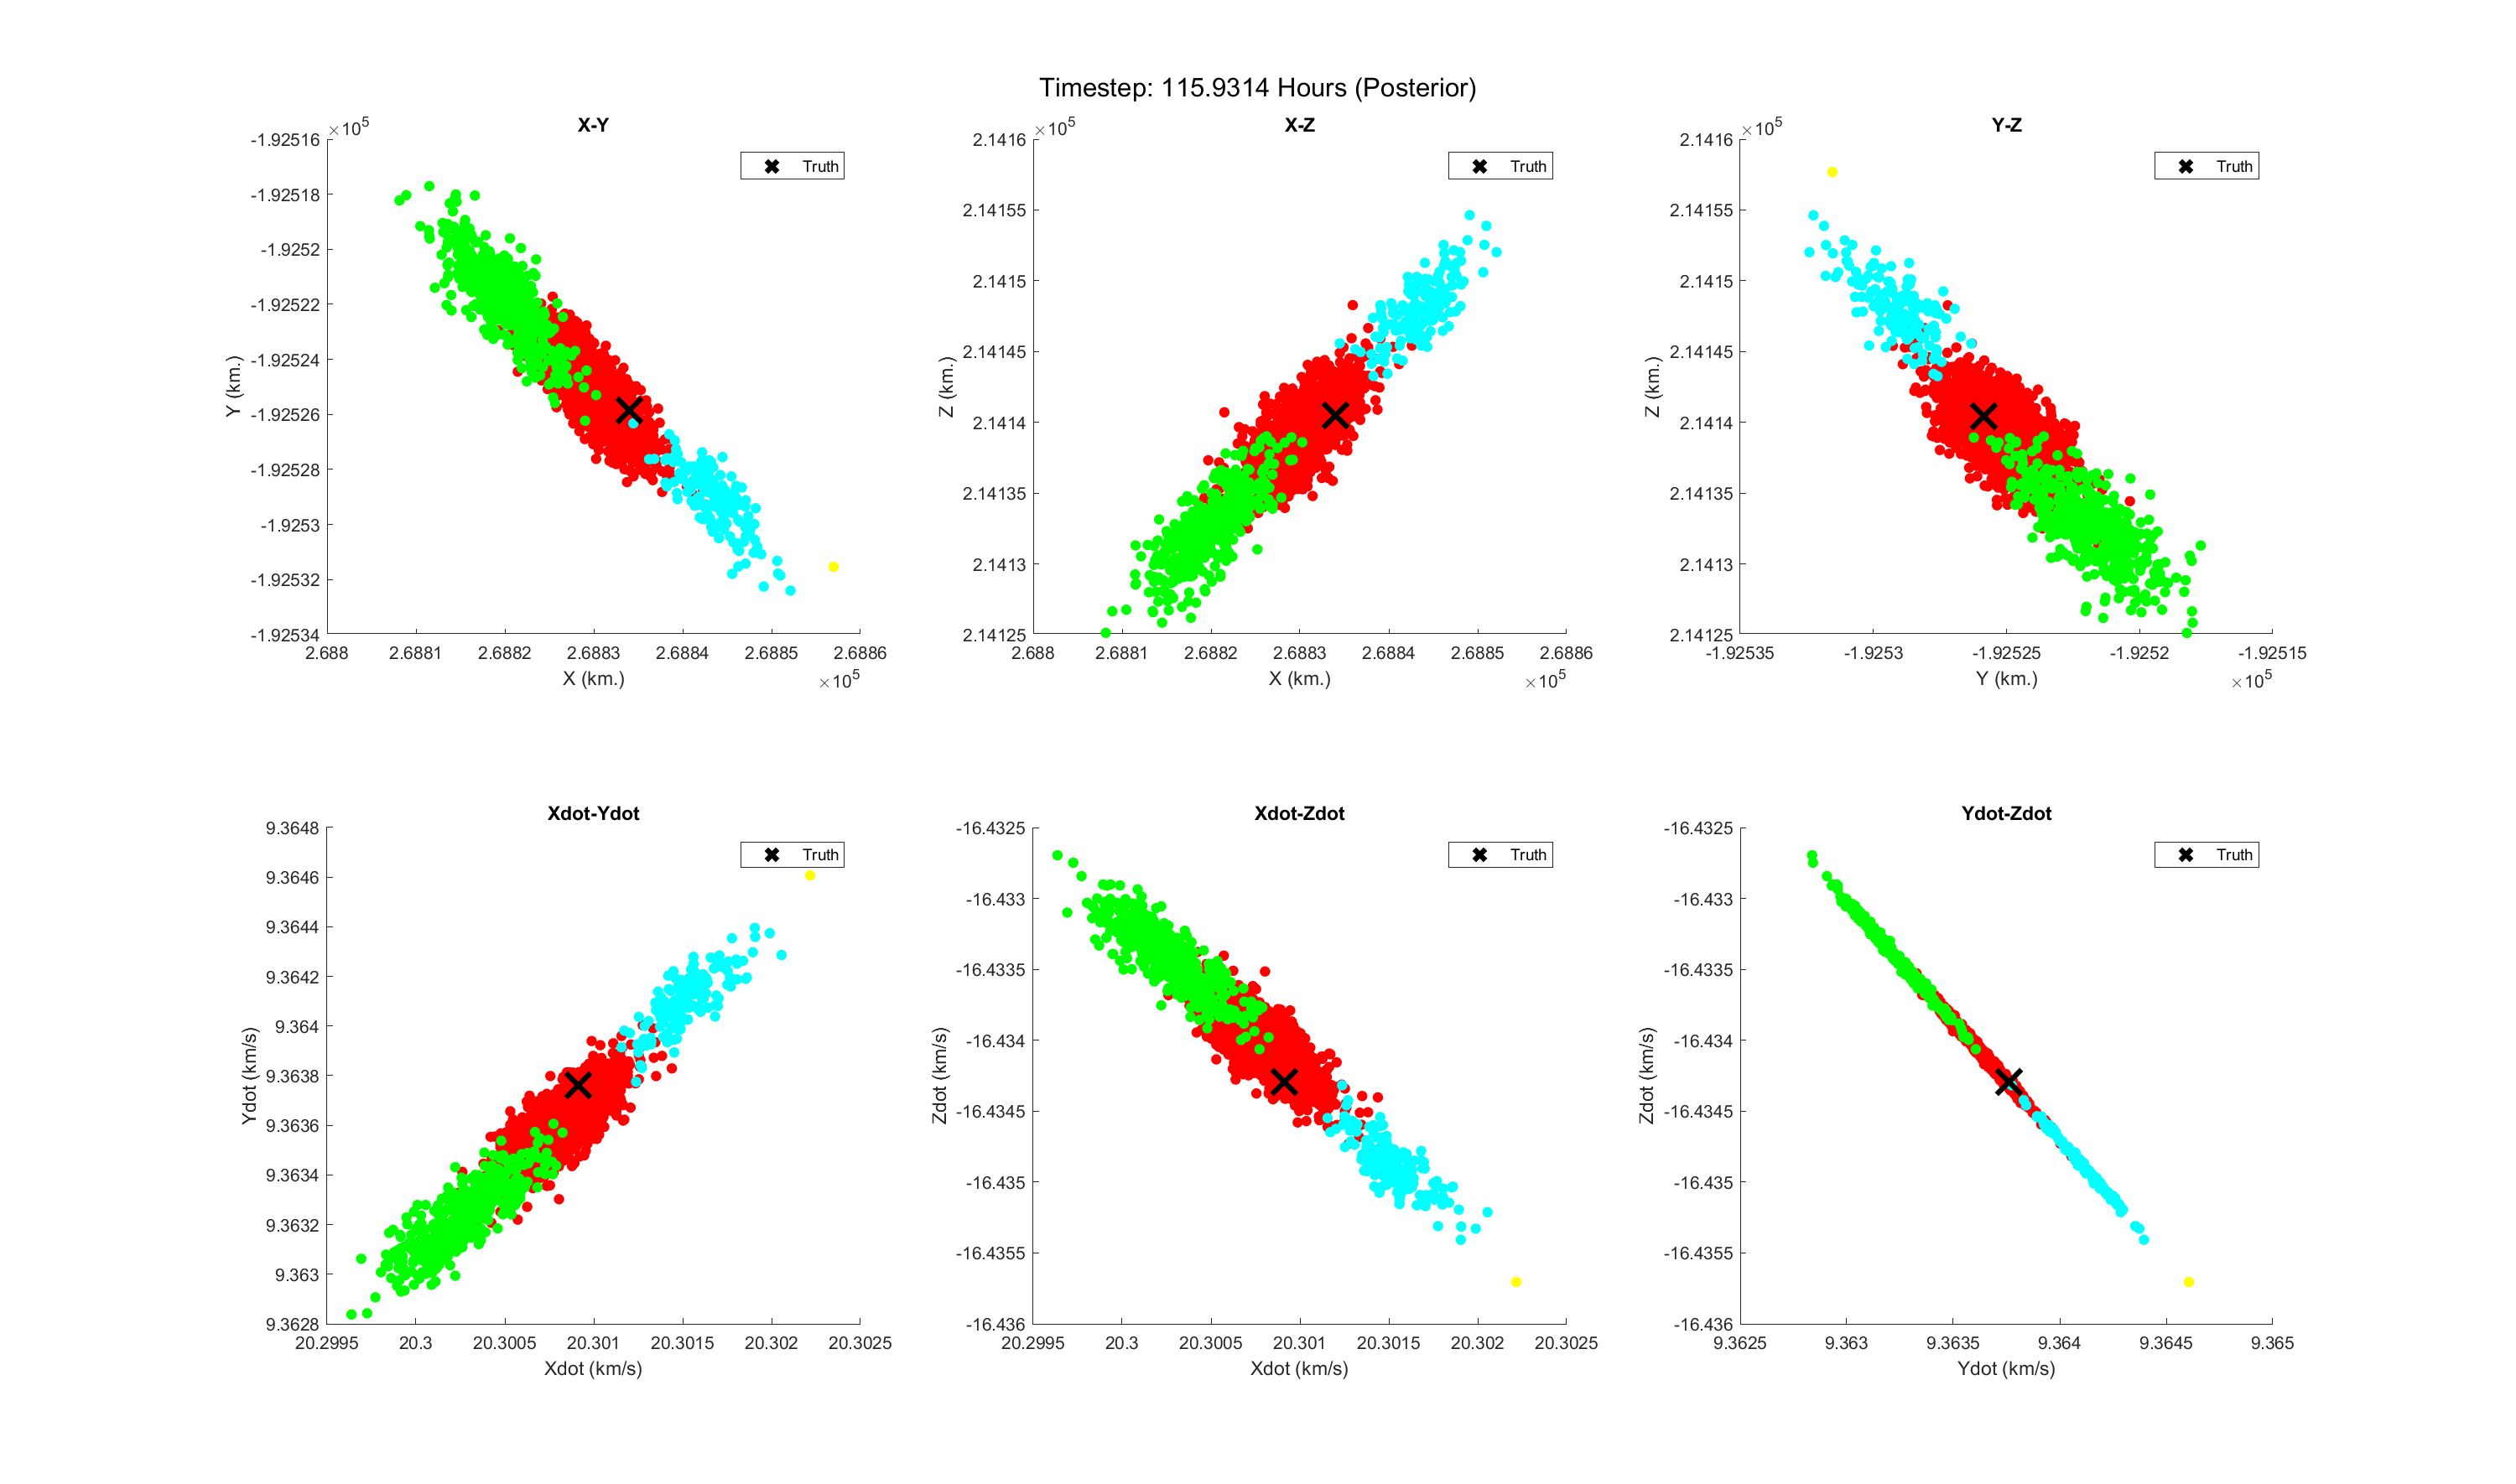 Timestep: 115.9314 Hours (Posterior)
X-Y
×10^5
-1.92516
-1.92518
-1.9252
-1.92522
-1.92524
-1.92526
-1.92528
-1.9253
-1.92532
-1.92534
Y (km.)
Truth
2.688 2.6881 2.6882 2.6883 2.6884 2.6885 2.6886
X (km.)
×10^5
X-Z
×10^5
2.1416
2.14155
2.1415
2.14145
2.1414
2.14135
2.1413
2.14125
Z (km.)
Truth
2.688 2.6881 2.6882 2.6883 2.6884 2.6885 2.6886
X (km.)
×10^5
Y-Z
×10^5
2.1416
2.14155
2.1415
2.14145
2.1414
2.14135
2.1413
2.14125
Z (km.)
Truth
-1.92535 -1.9253 -1.92525 -1.9252 -1.92515
Y (km.)
×10^5
Xdot-Ydot
9.3648
9.3646
9.3644
9.3642
9.364
9.3638
9.3636
9.3634
9.3632
9.363
9.3628
Ydot (km/s)
Truth
20.2995 20.3 20.3005 20.301 20.3015 20.302 20.3025
Xdot (km/s)
Xdot-Zdot
-16.4325
-16.433
-16.4335
-16.434
-16.4345
-16.435
-16.4355
-16.436
Zdot (km/s)
Truth
20.2995 20.3 20.3005 20.301 20.3015 20.302 20.3025
Xdot (km/s)
Ydot-Zdot
-16.4325
-16.433
-16.4335
-16.434
-16.4345
-16.435
-16.4355
-16.436
Zdot (km/s)
Truth
9.3625 9.363 9.3635 9.364 9.3645 9.365
Ydot (km/s)